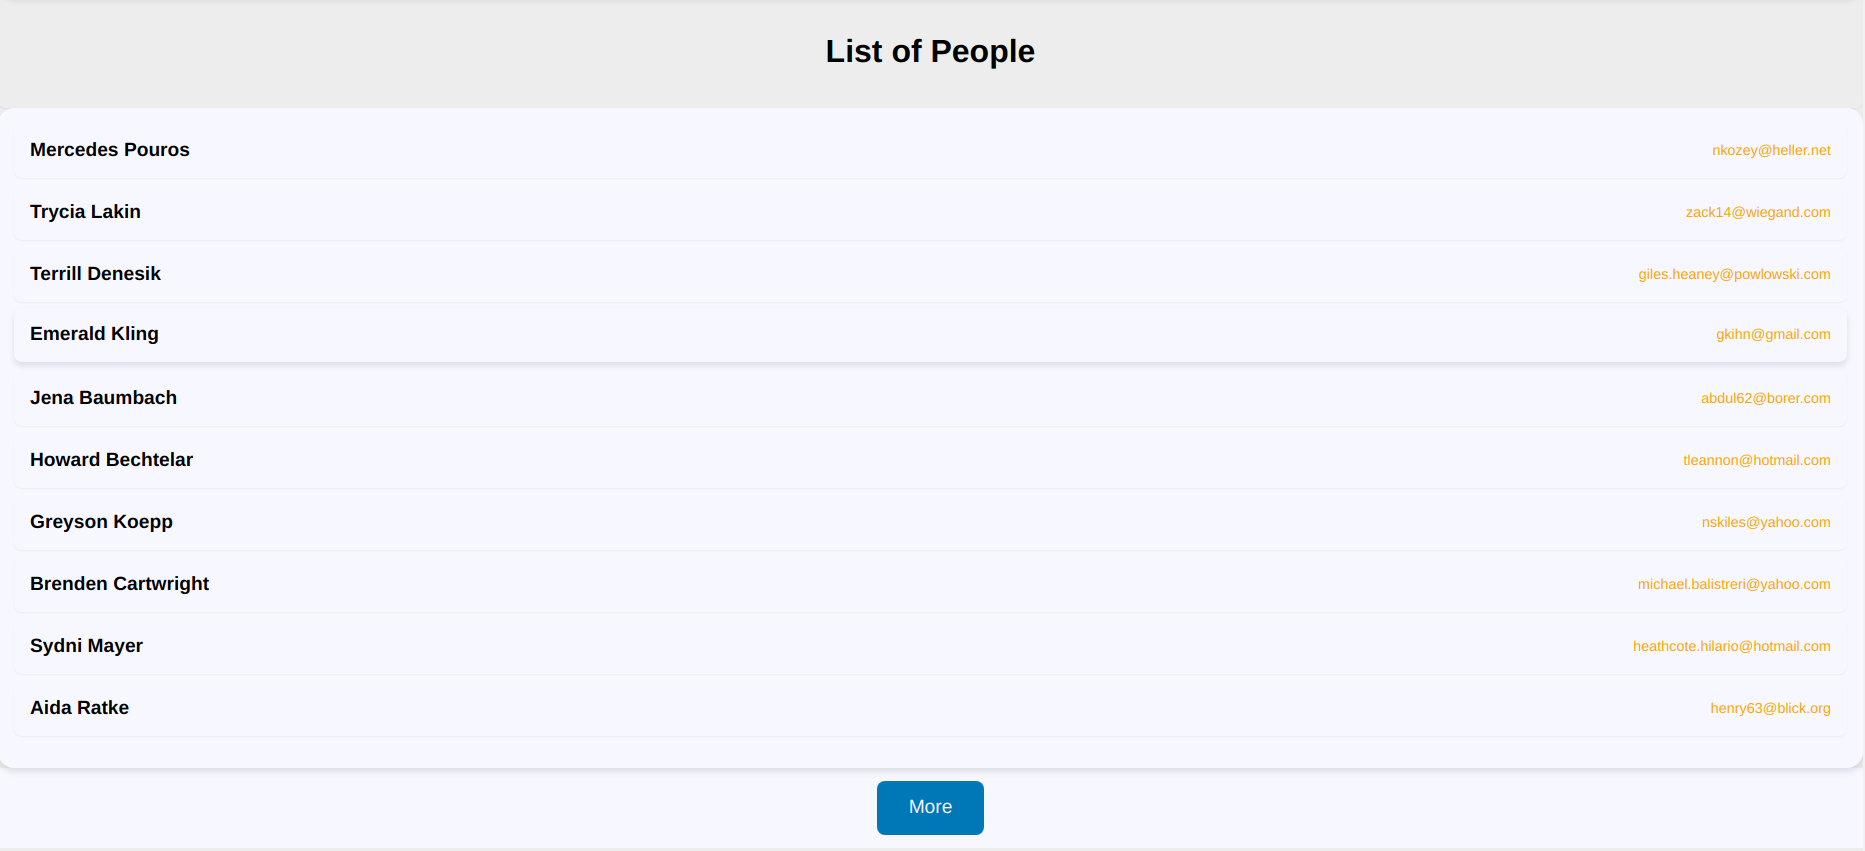 List of People
Mercedes Pouros nkozey@heller.net
Trycia Lakin zack14@wiegand.com
Terrill Denesik giles.heaney@powlowski.com
Emerald Kling gkihn@gmail.com
Jena Baumbach abdul62@borer.com
Howard Bechtelar tleannon@hotmail.com
Greyson Koepp nskiles@yahoo.com
Brenden Cartwright michael.balistreri@yahoo.com
Sydni Mayer heathcote.hilario@hotmail.com
Aida Ratke henry63@blick.org
More